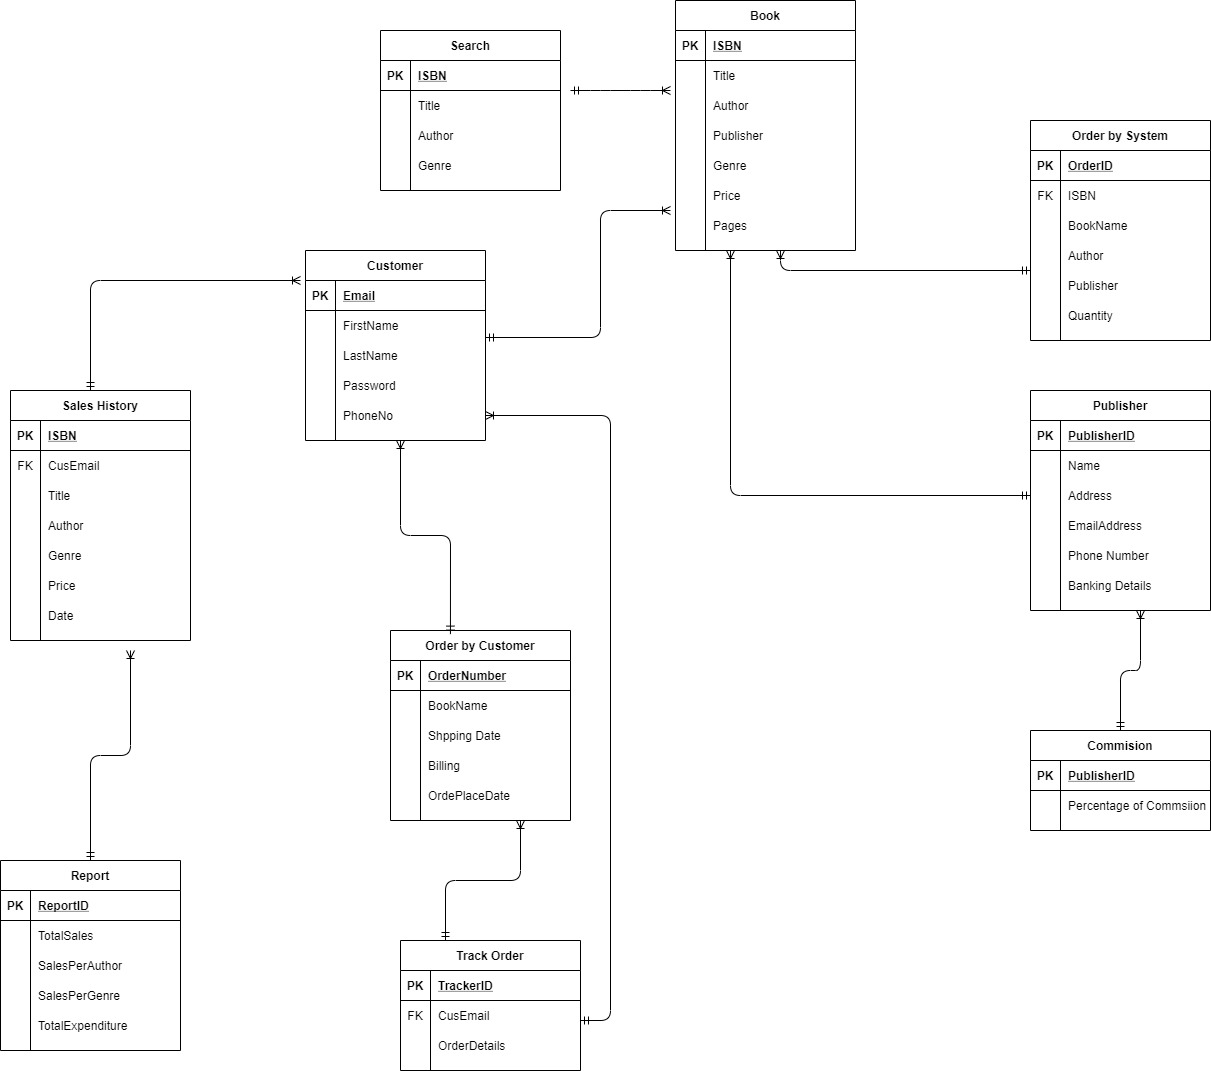 Search
PK ISBN
Title
Author
Genre
Book
PK ISBN
Title
Author
Publisher
Genre
Price
Pages
Order by System
PK OrderID
FK ISBN
BookName
Author
Publisher
Quantity
Customer
PK Email
FirstName
LastName
Password
PhoneNo
Sales History
PK ISBN
FK CusEmail
Title
Author
Genre
Price
Date
Publisher
PK PublisherID
Name
Address
EmailAddress
Phone Number
Banking Details
Order by Customer
PK OrderNumber
BookName
Shpping Date
Billing
OrdePlaceDate
Commision
PK PublisherID
Percentage of Commsiion
Report
PK ReportID
TotalSales
SalesPerAuthor
SalesPerGenre
TotalExpenditure
Track Order
PK TrackerID
FK CusEmail
OrderDetails